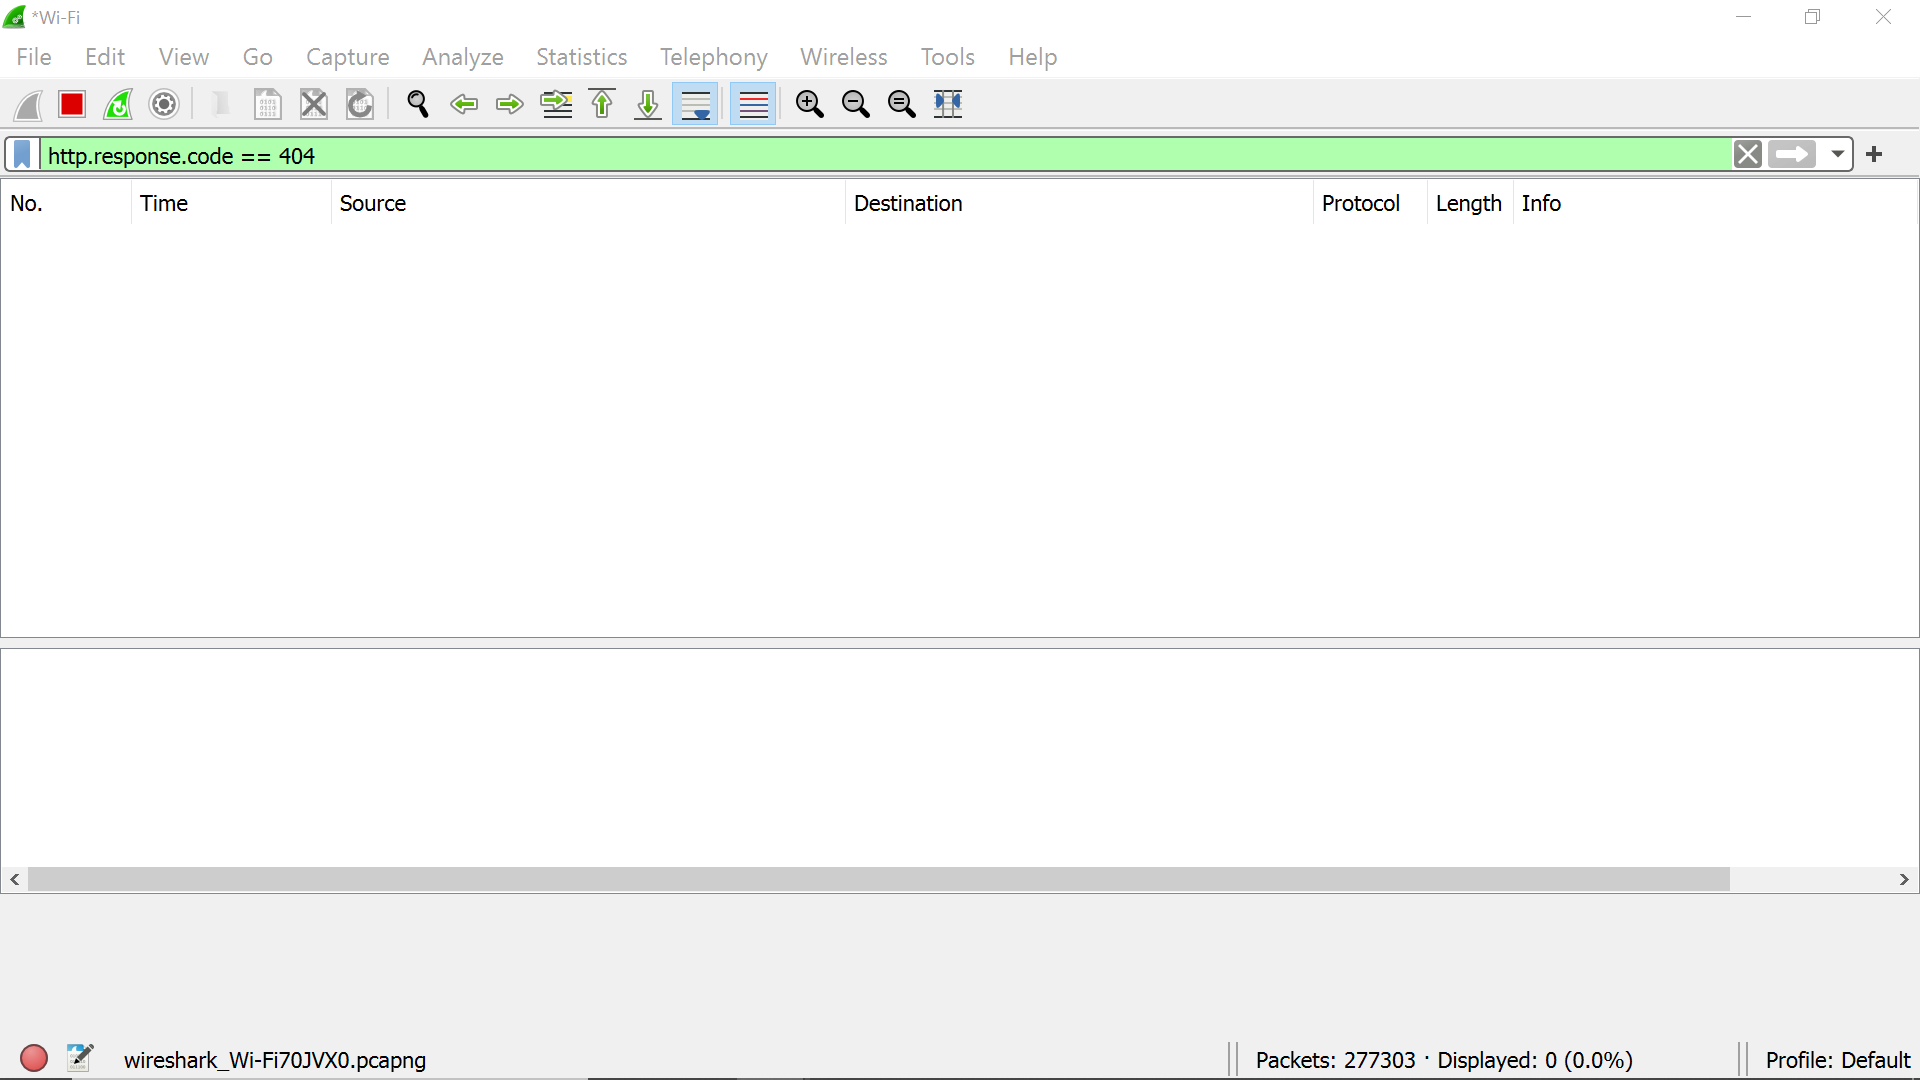 *Wi-Fi
File Edit View Go Capture Analyze Statistics Telephony Wireless Tools Help
http.response.code == 404
No. Time Source Destination Protocol Length Info
wireshark_Wi-Fi70JVX0.pcapng Packets: 277303 · Displayed: 0 (0.0%) Profile: Default